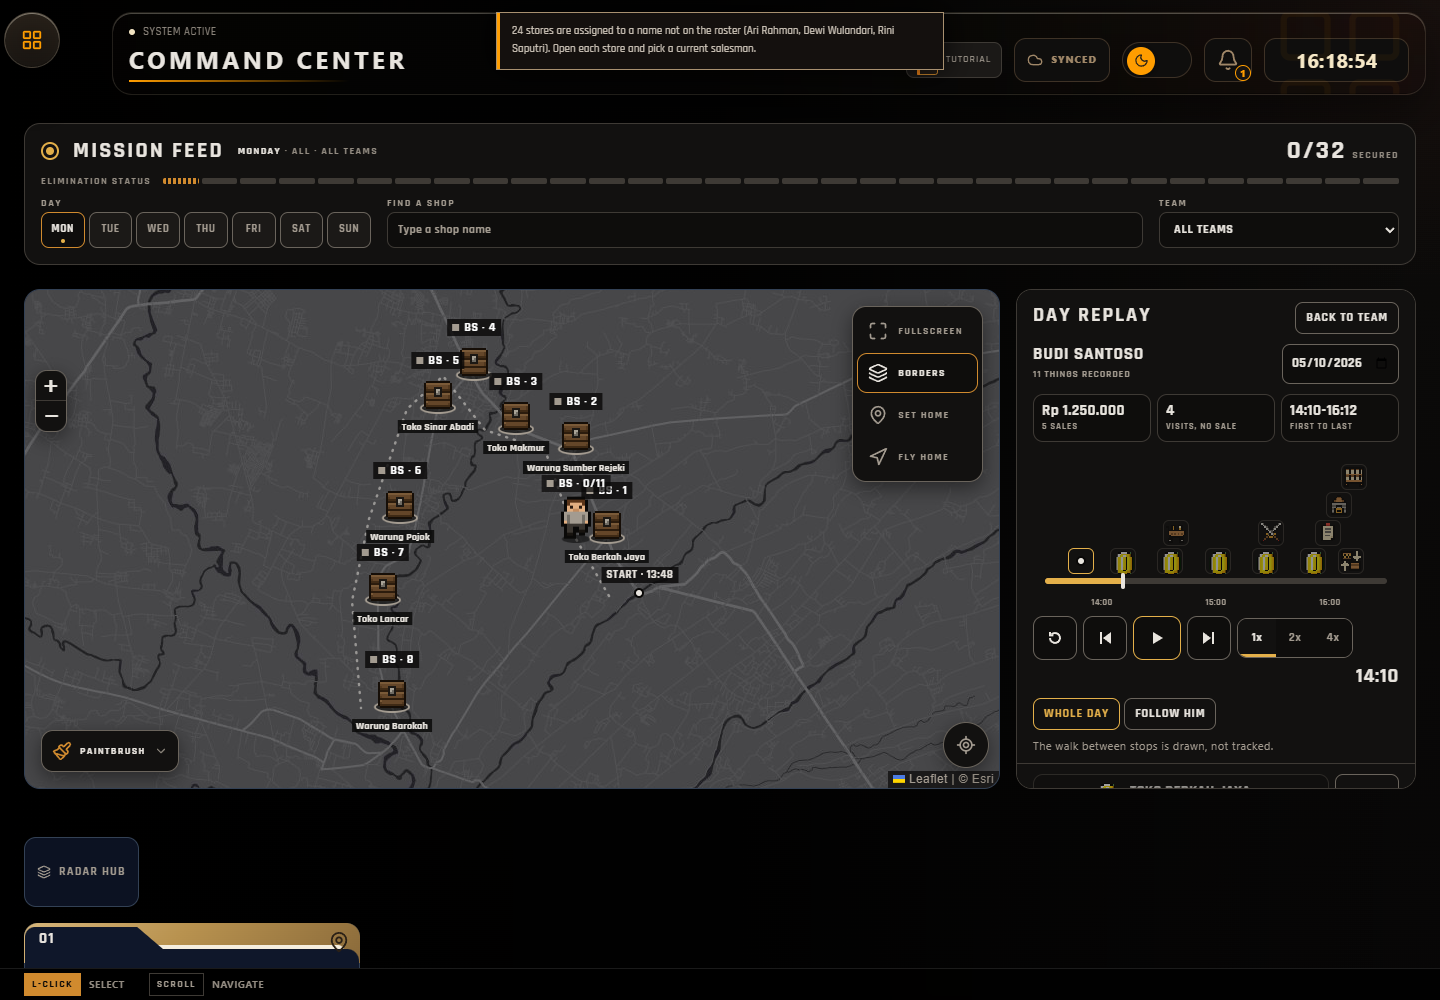 SYSTEM ACTIVE
COMMAND CENTER
24 stores are assigned to a name not on the roster (Ari Rahman, Dewi Wulandari, Rini
Saputri). Open each store and pick a current salesman.
TUTORIAL
SYNCED
1
16:18:54
MISSION FEED
MONDAY · ALL · ALL TEAMS
0/32 SECURED
ELIMINATION STATUS
DAY
FIND A SHOP
TEAM
MON
TUE
WED
THU
FRI
SAT
SUN
Type a shop name
ALL TEAMS
+
−
BS · 4
BS · 5
BS · 3
BS · 2
Toko Sinar Abadi
Toko Makmur
Warung Sumber Rejeki
BS · 6
BS · 0/11
BS · 1
Warung Pojok
BS · 7
Toko Berkah Jaya
START · 13:48
Toko Lancar
BS · 8
Warung Barokah
FULLSCREEN
BORDERS
SET HOME
FLY HOME
PAINTBRUSH
Leaflet | © Esri
DAY REPLAY
BACK TO TEAM
BUDI SANTOSO
11 THINGS RECORDED
05/10/2026
Rp 1.250.000
5 SALES
4
VISITS, NO SALE
14:10-16:12
FIRST TO LAST
14:00
15:00
16:00
1x
2x
4x
14:10
WHOLE DAY
FOLLOW HIM
The walk between stops is drawn, not tracked.
TOKO BERKAH JAYA
RADAR HUB
01
L-CLICK
SELECT
SCROLL
NAVIGATE